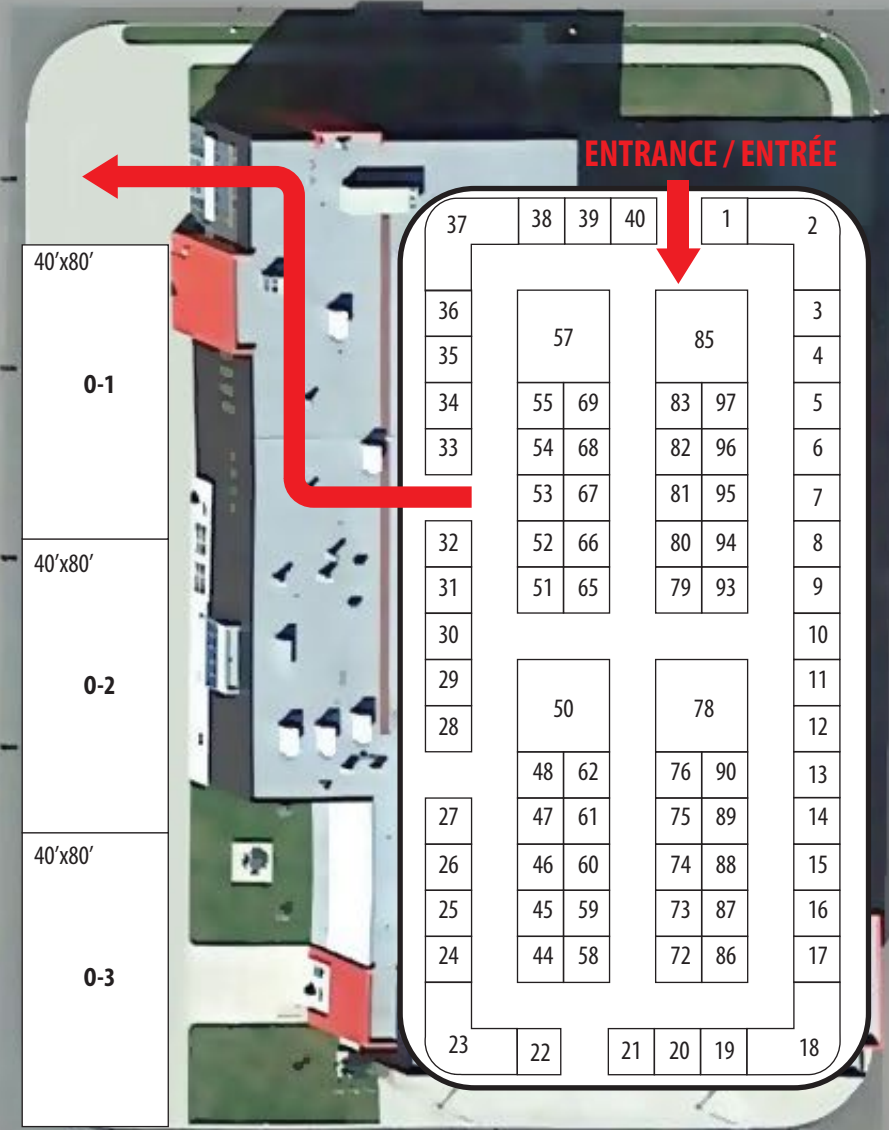 ENTRANCE / ENTRÉE
37 38 39 40 1 2
40’x80’
0-1
36 57 85 3
35 4
34 55 69 83 97 5
33 54 68 82 96 6
53 67 81 95 7
32 52 66 80 94 8
31 51 65 79 93 9
30 10
29 50 78 11
28 12
48 62 76 90 13
27 47 61 75 89 14
26 46 60 74 88 15
25 45 59 73 87 16
24 44 58 72 86 17
23 22 21 20 19 18
40’x80’
0-2
40’x80’
0-3